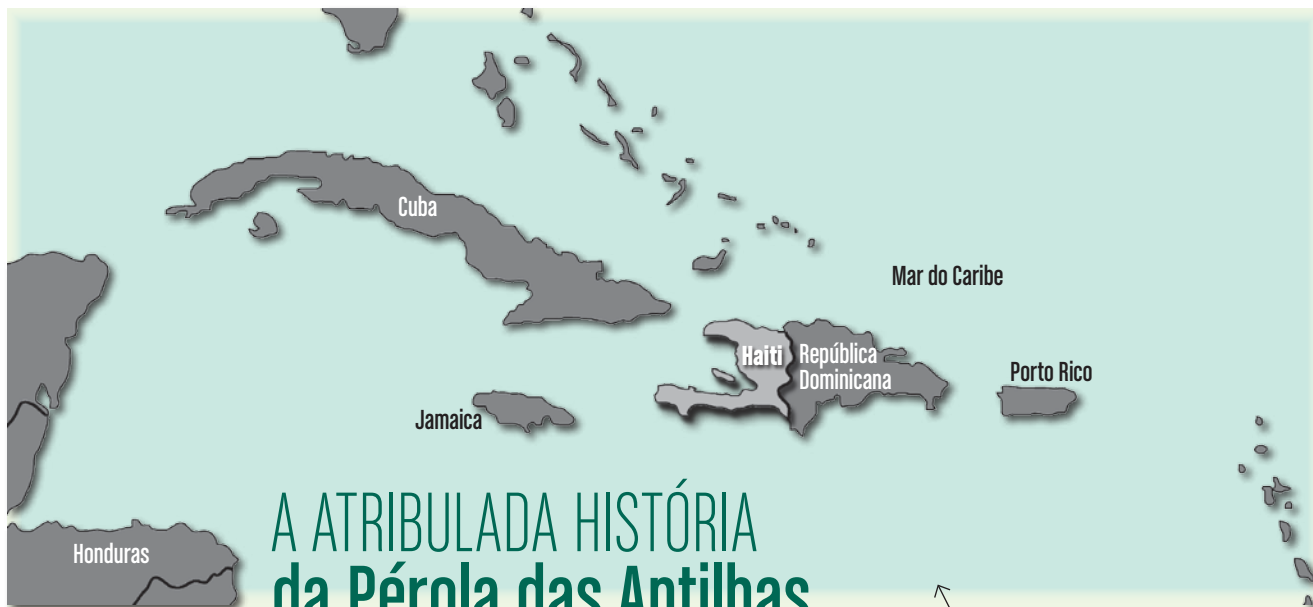 Cuba
Mar do Caribe
Haiti
República
Dominicana
Porto Rico
Jamaica
A ATRIBULADA HISTÓRIA
Honduras
da Pérola das Antilhas